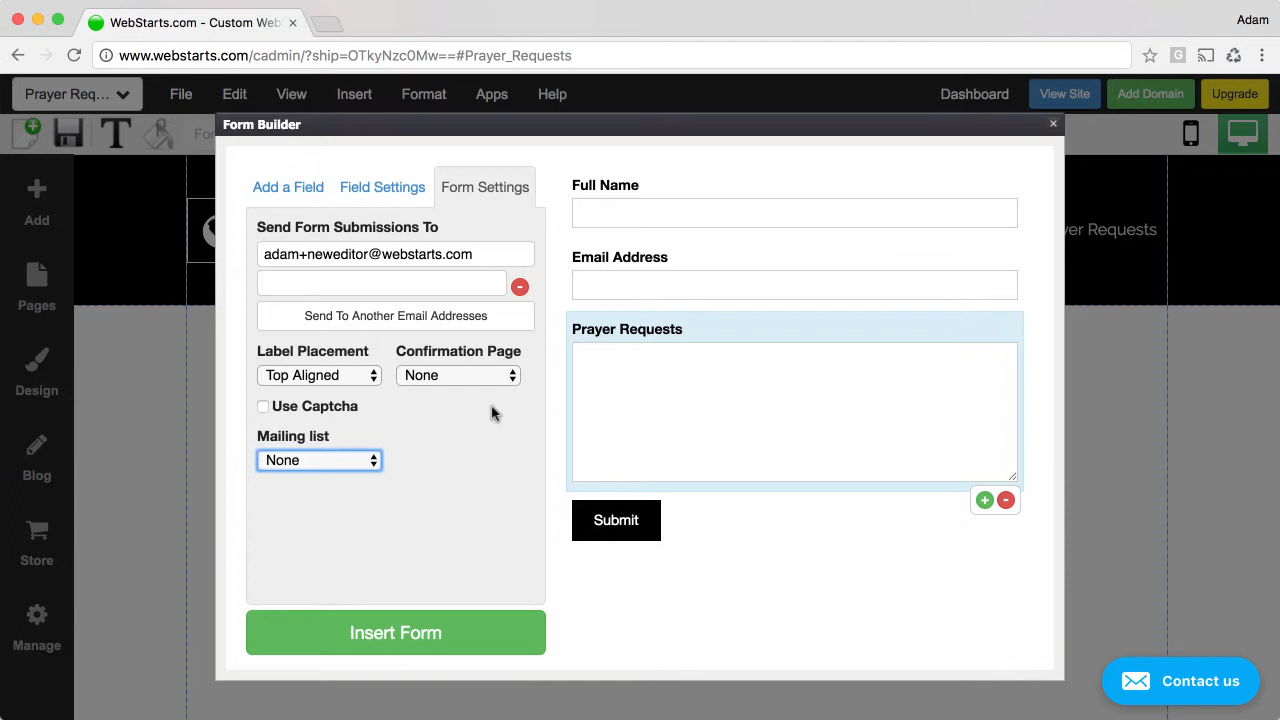 WebStarts.com - Custom Web
Adam
www.webstarts.com/cadmin/?ship=OTkyNzc0Mw==#Prayer_Requests
Prayer Req... File Edit View Insert Format Apps Help Dashboard View Site Add Domain Upgrade
Form Builder
Add a Field Field Settings Form Settings
Send Form Submissions To
adam+neweditor@webstarts.com
Send To Another Email Addresses
Label Placement Confirmation Page
Top Aligned None
Use Captcha
Mailing list
None
Insert Form
Full Name
Email Address
Prayer Requests
Submit
yer Requests
Add
Pages
Design
Blog
Store
Manage
Contact us